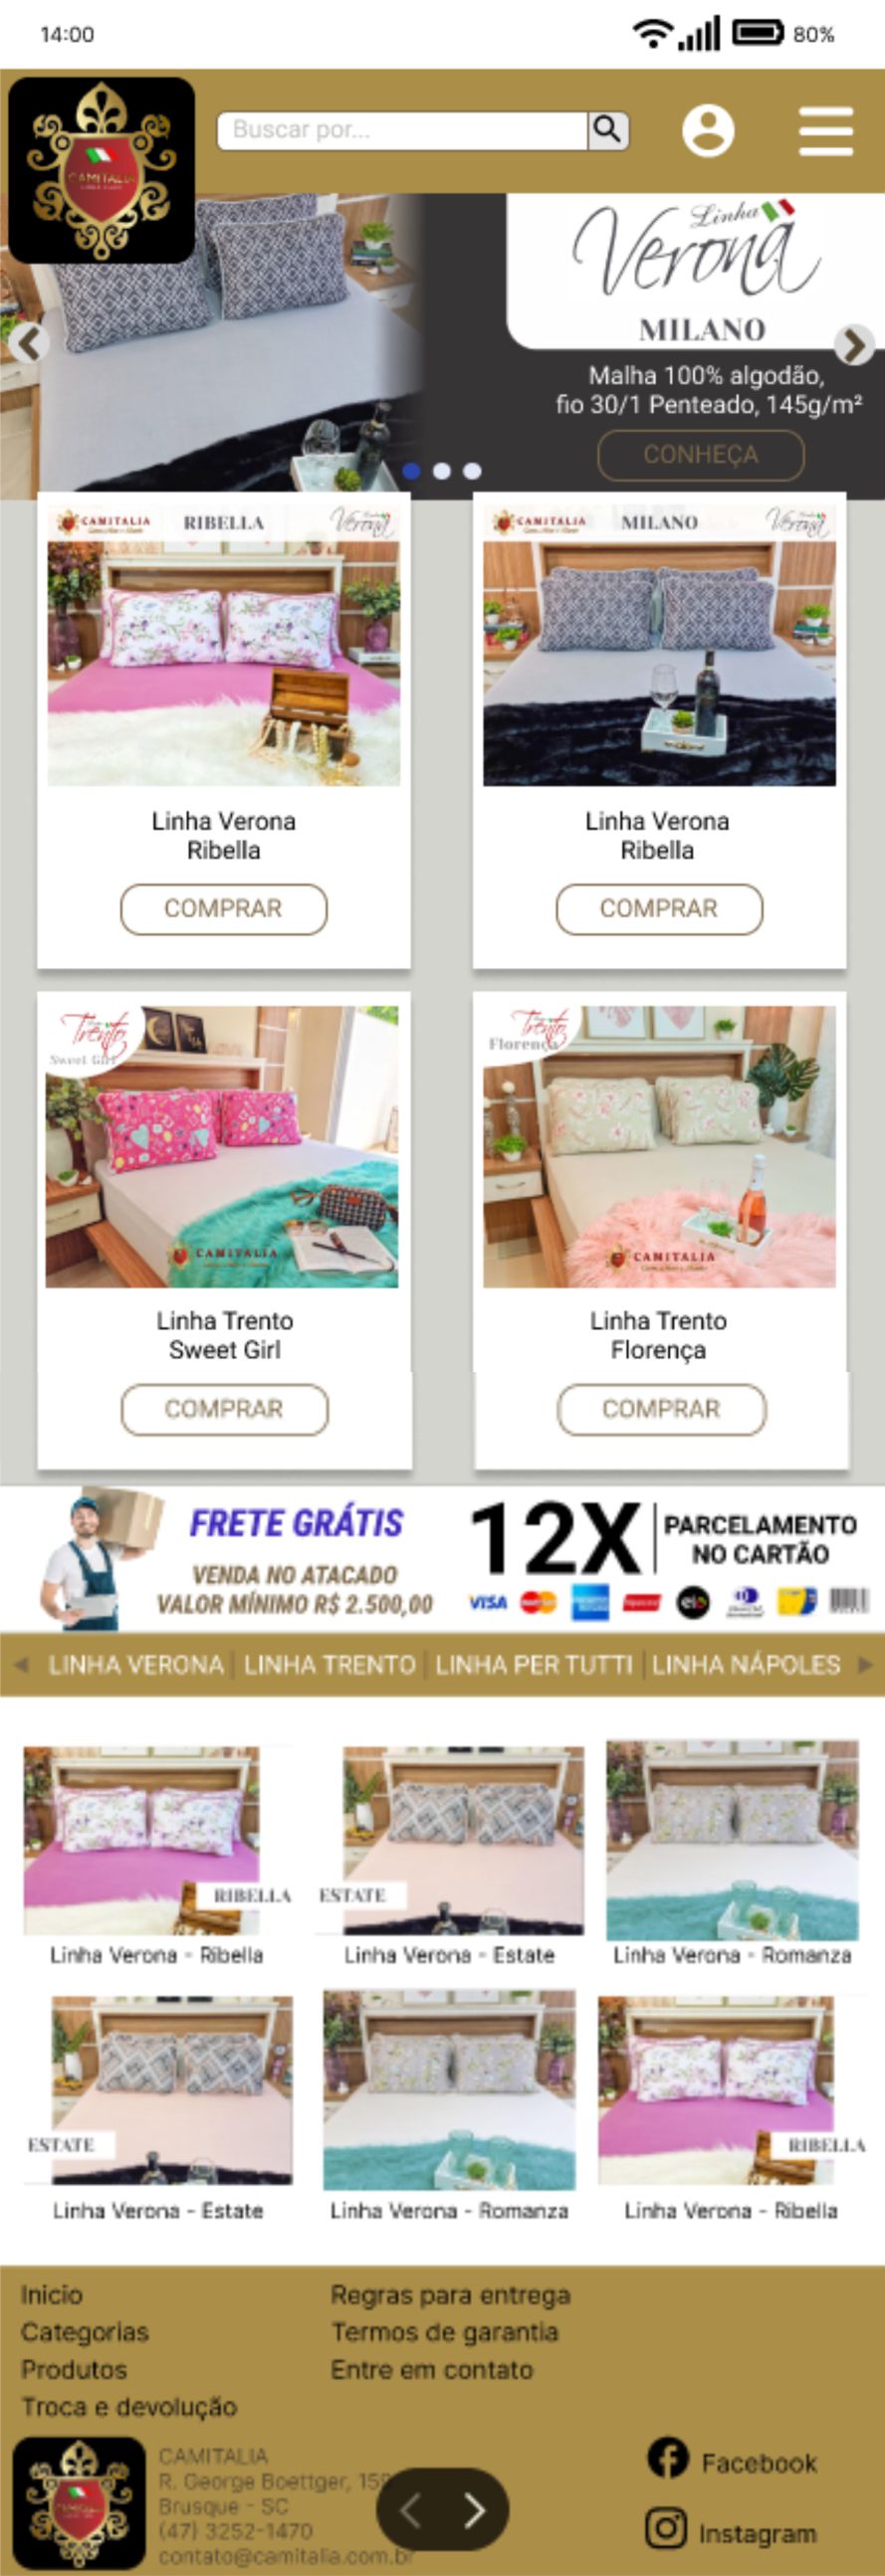 14:00
80%
CAMITALIA
Buscar por...
Linha
Verona
MILANO
Malha 100% algodão,
fio 30/1 Penteado, 145g/m²
CONHEÇA
CAMITALIA RIBELLA Verona
CAMITALIA MILANO Verona
Linha Verona
Ribella
COMPRAR
Linha Verona
Ribella
COMPRAR
Trento
Sweet Girl
CAMITALIA
Trento
Florença
CAMITALIA
Linha Trento
Sweet Girl
COMPRAR
Linha Trento
Florença
COMPRAR
FRETE GRÁTIS
VENDA NO ATACADO
VALOR MÍNIMO R$ 2.500,00
12X
PARCELAMENTO
NO CARTÃO
VISA
elo
LINHA VERONA | LINHA TRENTO | LINHA PER TUTTI | LINHA NÁPOLES
RIBELLA
ESTATE
Linha Verona - Ribella
Linha Verona - Estate
Linha Verona - Romanza
ESTATE
RIBELLA
Linha Verona - Estate
Linha Verona - Romanza
Linha Verona - Ribella
Inicio
Categorias
Produtos
Troca e devolução
Regras para entrega
Termos de garantia
Entre em contato
CAMITALIA
R. George Boettger,
Brusque - SC
(47) 3252-1470
contato@camitalia.com.br
Facebook
Instagram